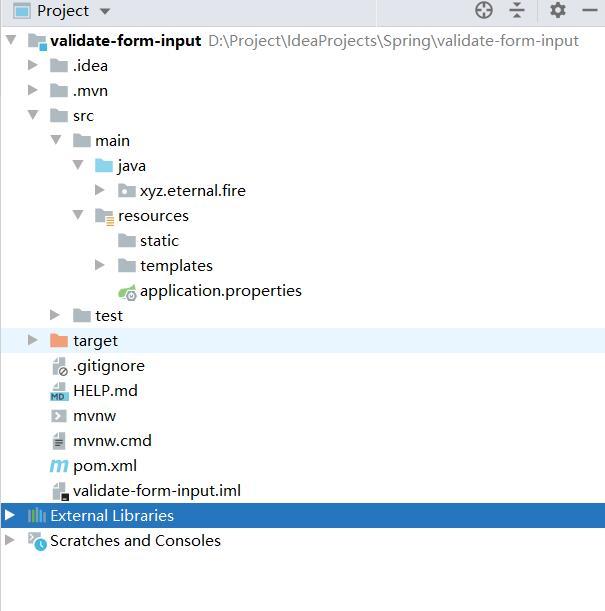 Project
validate-form-input D:\Project\IdeaProjects\Spring\validate-form-input
.idea
.mvn
src
main
java
xyz.eternal.fire
resources
static
templates
application.properties
test
target
.gitignore
MD HELP.md
mvnw
mvnw.cmd
m pom.xml
validate-form-input.iml
External Libraries
Scratches and Consoles